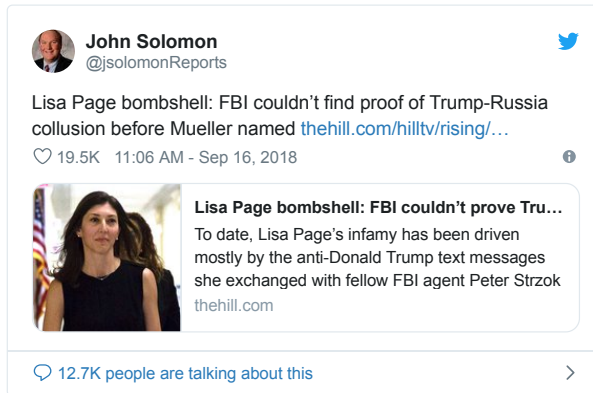 John Solomon
@jsolomonReports
Lisa Page bombshell: FBI couldn’t find proof of Trump-Russia
collusion before Mueller named thehill.com/hilltv/rising/…
19.5K 11:06 AM - Sep 16, 2018
Lisa Page bombshell: FBI couldn’t prove Tru…
To date, Lisa Page’s infamy has been driven
mostly by the anti-Donald Trump text messages
she exchanged with fellow FBI agent Peter Strzok
thehill.com
12.7K people are talking about this